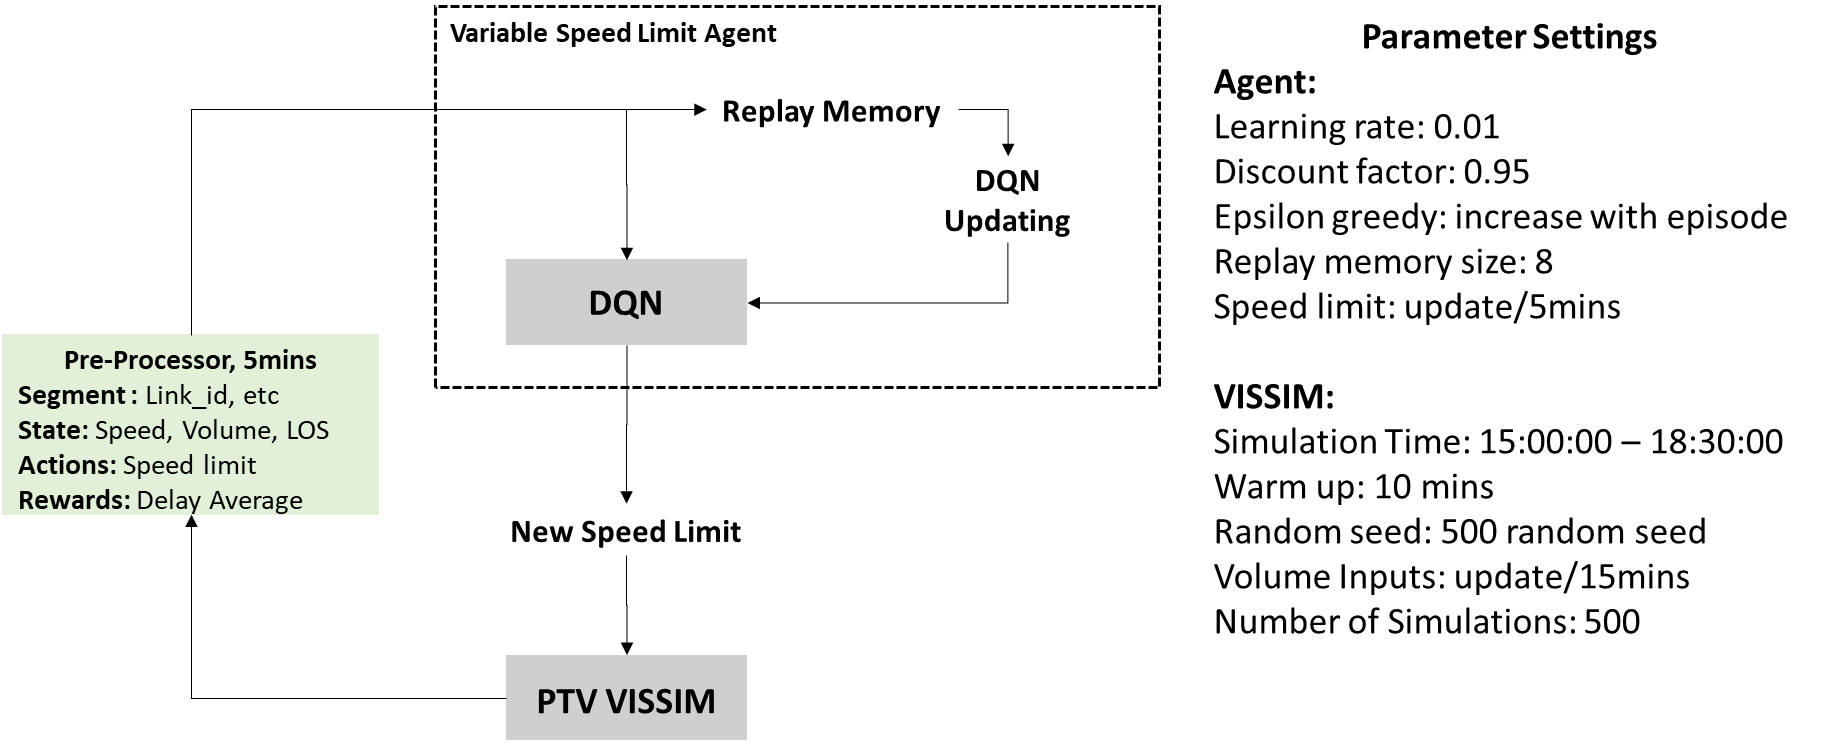 Variable Speed Limit Agent
Replay Memory
DQN
Updating
DQN
Pre-Processor, 5mins
Segment : Link_id, etc
State: Speed, Volume, LOS
Actions: Speed limit
Rewards: Delay Average
New Speed Limit
PTV VISSIM
Parameter Settings
Agent:
Learning rate: 0.01
Discount factor: 0.95
Epsilon greedy: increase with episode
Replay memory size: 8
Speed limit: update/5mins
VISSIM:
Simulation Time: 15:00:00 – 18:30:00
Warm up: 10 mins
Random seed: 500 random seed
Volume Inputs: update/15mins
Number of Simulations: 500